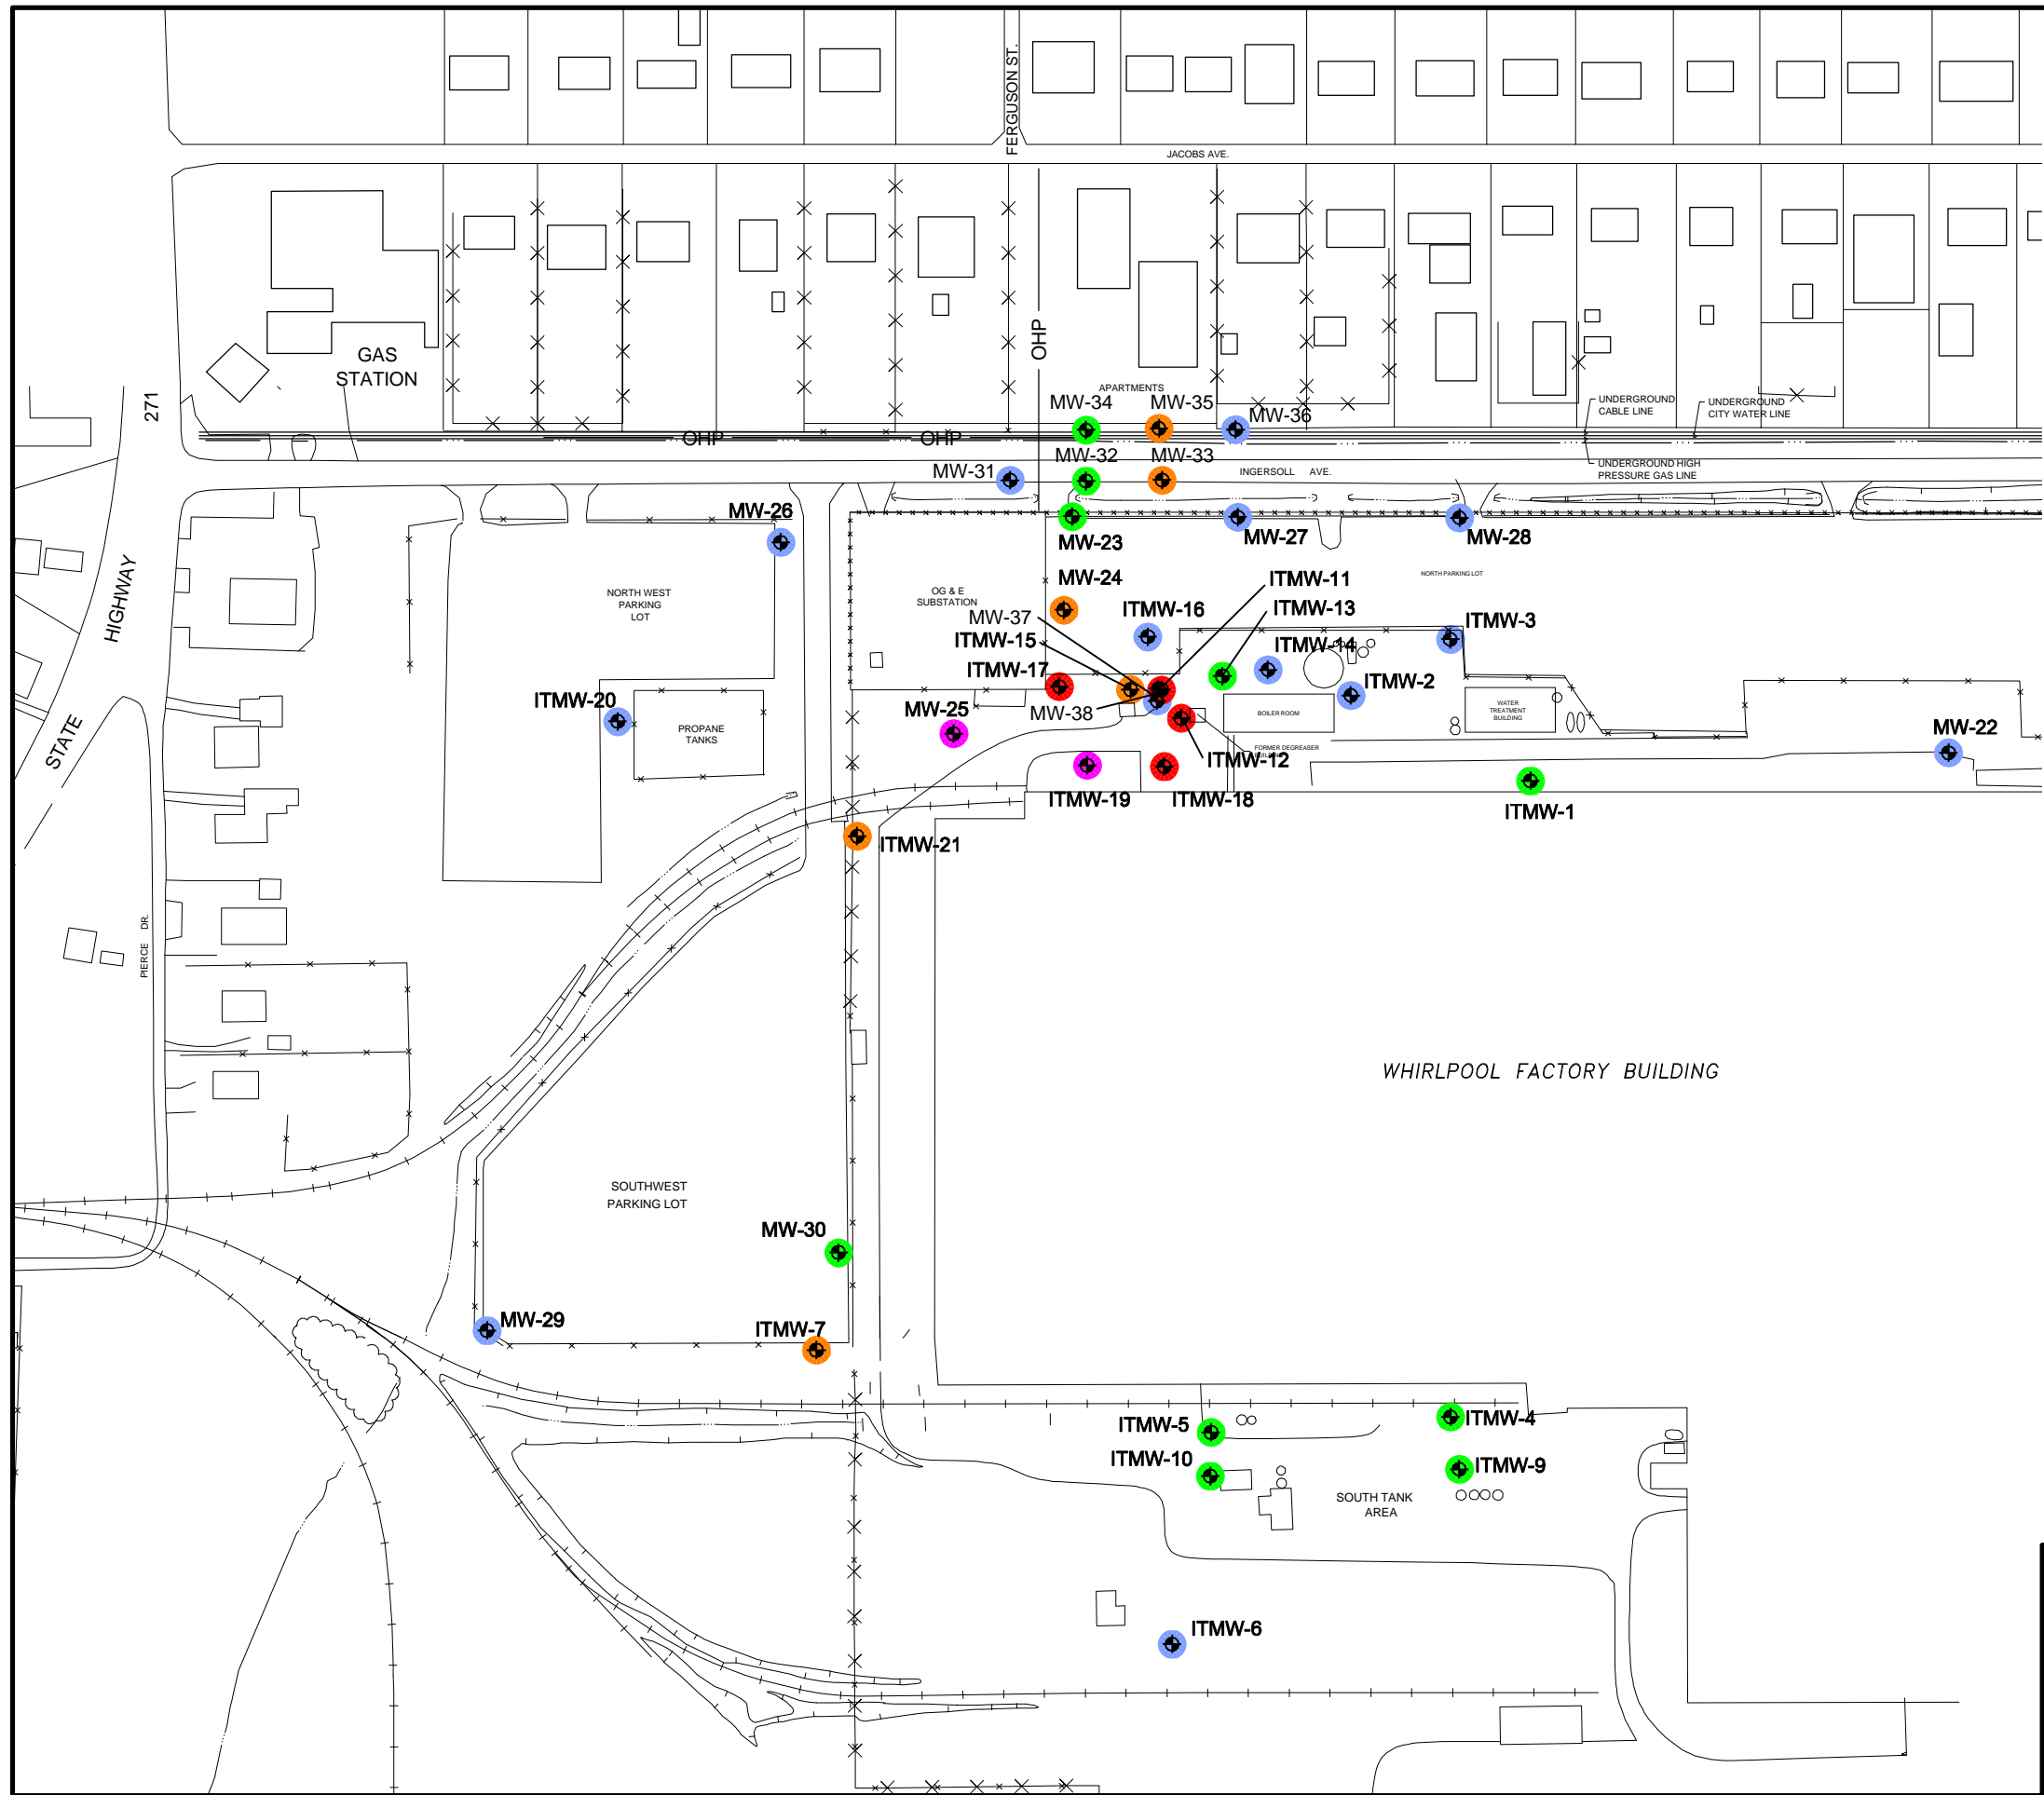 FERGUSON ST.
JACOBS AVE.
GAS
STATION
271
OHP
APARTMENTS
MW-34
MW-35
MW-36
UNDERGROUND
CABLE LINE
UNDERGROUND
CITY WATER LINE
OHP
OHP
MW-31
MW-32
MW-33
INGERSOLL AVE.
UNDERGROUND HIGH
PRESSURE GAS LINE
MW-26
MW-23
MW-27
MW-28
HIGHWAY
STATE
NORTH WEST
PARKING
LOT
OG & E
SUBSTATION
MW-24
ITMW-11
NORTH PARKING LOT
MW-37
ITMW-16
ITMW-13
ITMW-15
ITMW-14
ITMW-3
ITMW-17
ITMW-2
ITMW-20
PROPANE
TANKS
MW-25
MW-38
BOILER ROOM
WATER
TREATMENT
BUILDING
MW-22
FORMER DEGREASER
ITMW-12
ITMW-19
ITMW-18
ITMW-1
ITMW-21
PIERCE DR.
WHIRLPOOL FACTORY BUILDING
SOUTHWEST
PARKING LOT
MW-30
MW-29
ITMW-7
ITMW-5
ITMW-4
ITMW-10
ITMW-9
SOUTH TANK
AREA
ITMW-6